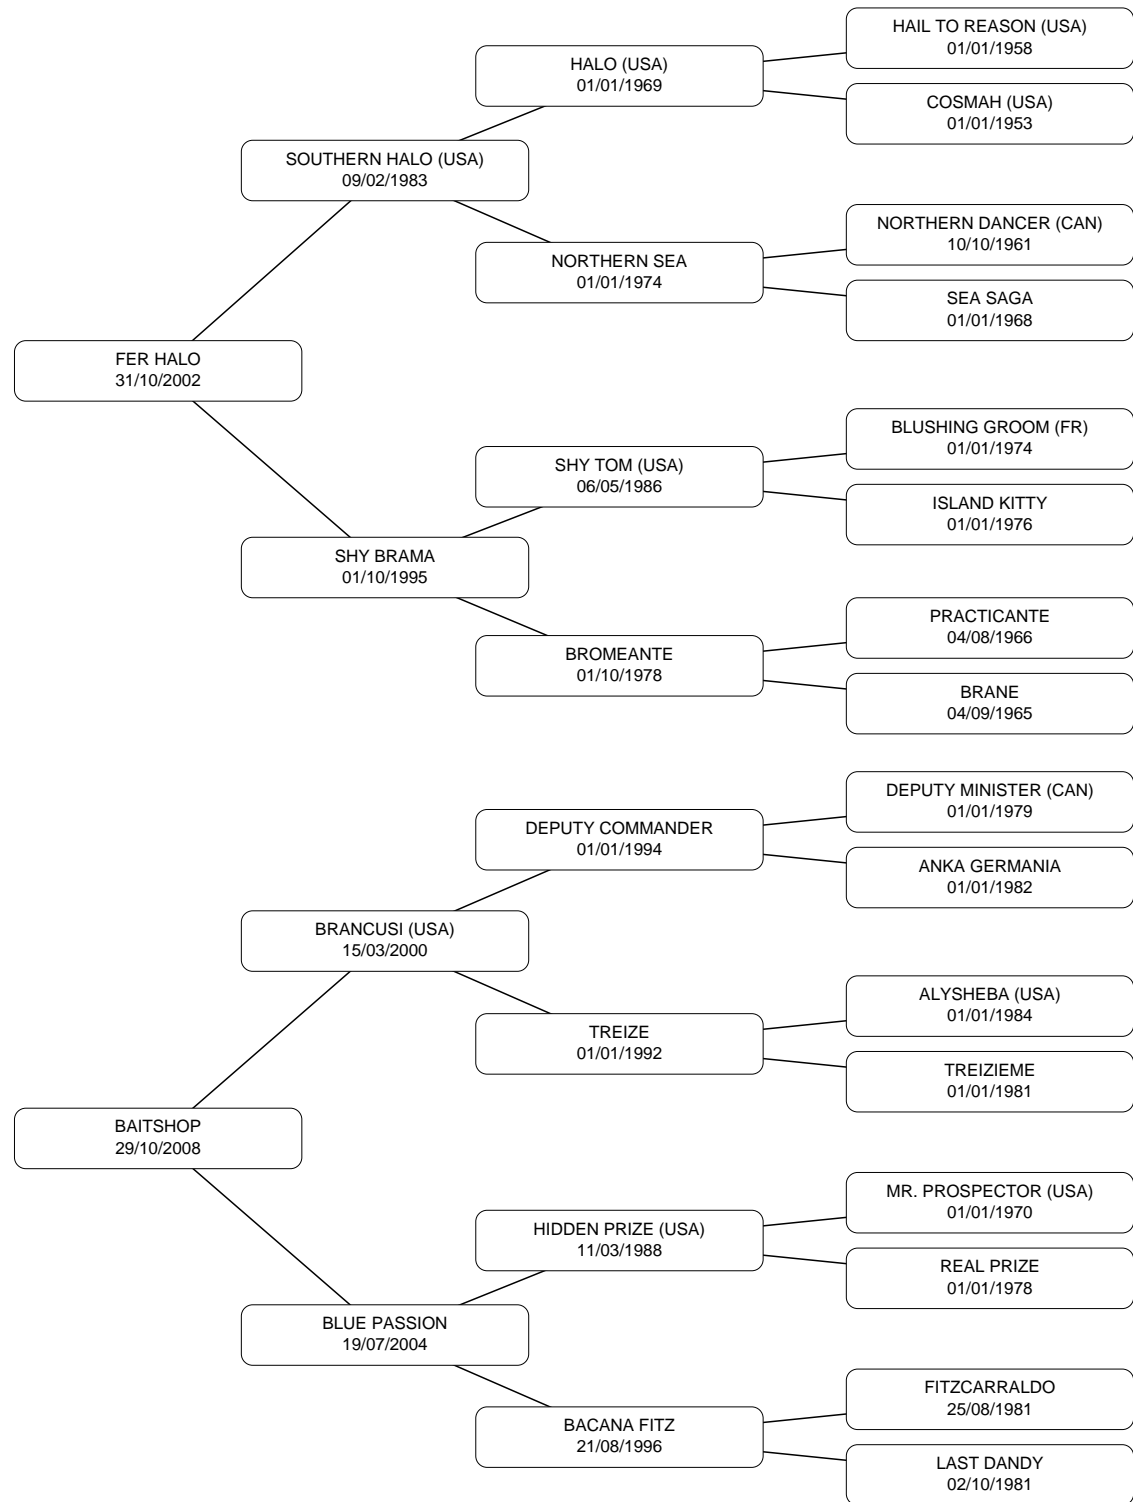 HAIL TO REASON (USA)
01/01/1958
HALO (USA)
01/01/1969
COSMAH (USA)
01/01/1953
SOUTHERN HALO (USA)
09/02/1983
NORTHERN DANCER (CAN)
10/10/1961
NORTHERN SEA
01/01/1974
SEA SAGA
01/01/1968
FER HALO
31/10/2002
BLUSHING GROOM (FR)
01/01/1974
SHY TOM (USA)
06/05/1986
ISLAND KITTY
01/01/1976
SHY BRAMA
01/10/1995
PRACTICANTE
04/08/1966
BROMEANTE
01/10/1978
BRANE
04/09/1965
DEPUTY MINISTER (CAN)
01/01/1979
DEPUTY COMMANDER
01/01/1994
ANKA GERMANIA
01/01/1982
BRANCUSI (USA)
15/03/2000
ALYSHEBA (USA)
01/01/1984
TREIZE
01/01/1992
TREIZIEME
01/01/1981
BAITSHOP
29/10/2008
MR. PROSPECTOR (USA)
01/01/1970
HIDDEN PRIZE (USA)
11/03/1988
REAL PRIZE
01/01/1978
BLUE PASSION
19/07/2004
FITZCARRALDO
25/08/1981
BACANA FITZ
21/08/1996
LAST DANDY
02/10/1981